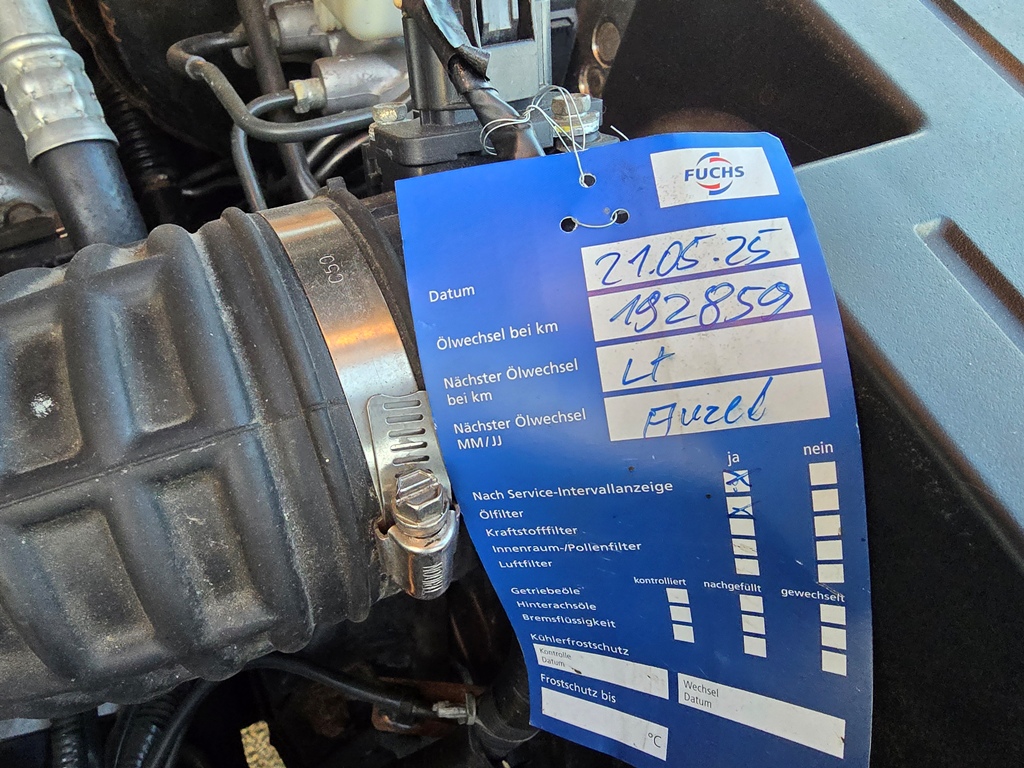 FUCHS
Datum 21.05.25
Ölwechsel bei km 192859
Nächster Ölwechsel
bei km Lt
Nächster Ölwechsel
MM/JJ Anzei
ja nein
Nach Service-Intervallanzeige
Ölfilter
Kraftstofffilter
Innenraum-/Pollenfilter
Luftfilter
kontrolliert nachgefüllt gewechselt
Getriebeöle
Hinterachsöle
Bremsflüssigkeit
Kühlerfrostschutz
Kontrolle
Datum
Wechsel
Datum
Frostschutz bis
°C
C50